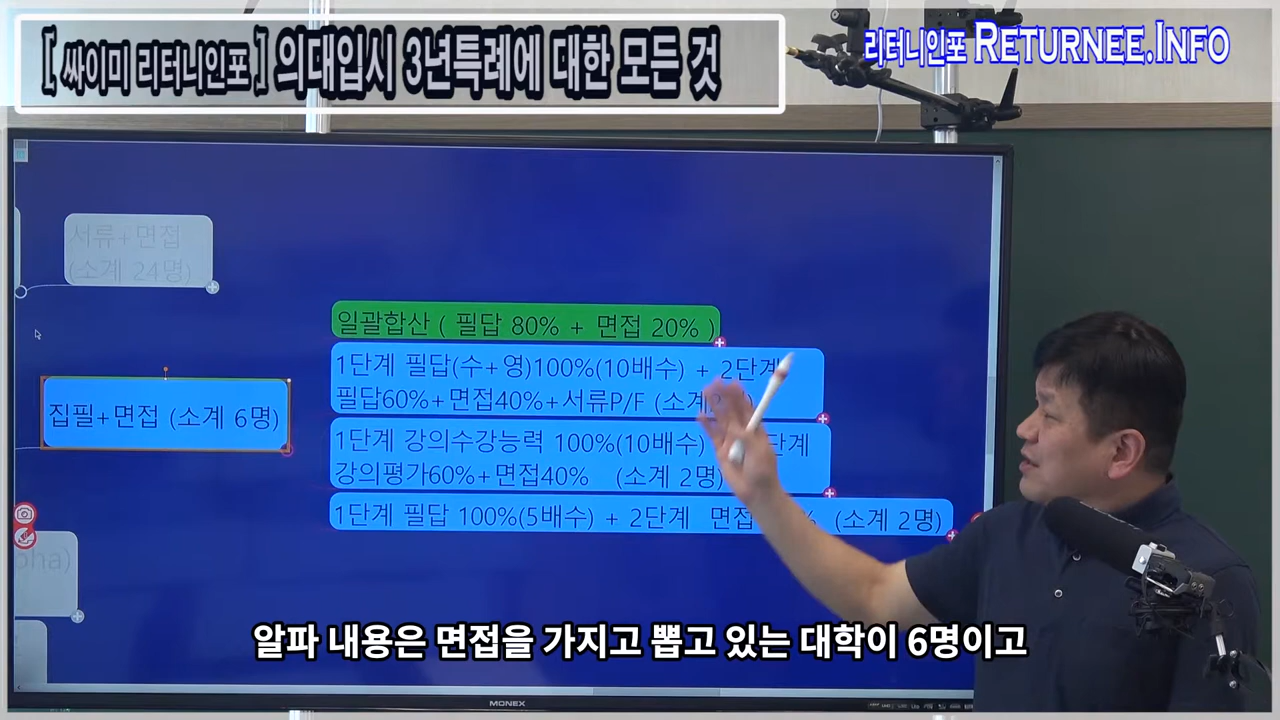 [ 싸이미 리터니인포 ] 의대입시 3년특례에 대한 모든 것
리터니인포 RETURNEE.INFO
서류+면접
(소계 24명)
일괄합산 ( 필답 80% + 면접 20% )
1단계 필답(수+영)100%(10배수) + 2단계
필답60%+면접40%+서류P/F (소계
집필+면접 (소계 6명)
1단계 강의수강능력 100%(10배수) 단계
강의평가60%+면접40% (소계 2명)
1단계 필답 100%(5배수) + 2단계 면접 % (소계 2명)
pha)
알파 내용은 면접을 가지고 뽑고 있는 대학이 6명이고
MONEX